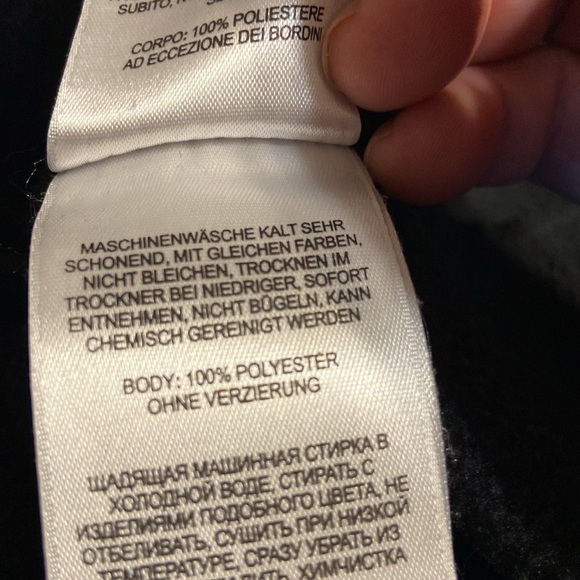 SUBITO,
CORPO: 100% POLIESTERE
AD ECCEZIONE DEI BORDINI
MASCHINENWÄSCHE KALT SEHR
SCHONEND, MIT GLEICHEN FARBEN,
NICHT BLEICHEN, TROCKNEN IM
TROCKNER BEI NIEDRIGER, SOFORT
ENTNEHMEN, NICHT BÜGELN, KANN
CHEMISCH GEREINIGT WERDEN
BODY: 100% POLYESTER
OHNE VERZIERUNG
ЩАДЯЩАЯ МАШИННАЯ СТИРКА В
ХОЛОДНОЙ ВОДЕ, СТИРАТЬ С
ИЗДЕЛИЯМИ ПОДОБНОГО ЦВЕТА, НЕ
ОТБЕЛИВАТЬ, СУШИТЬ ПРИ НИЗКОЙ
ТЕМПЕРАТУРЕ, СРАЗУ УБРАТЬ ИЗ
ХИМЧИСТКА